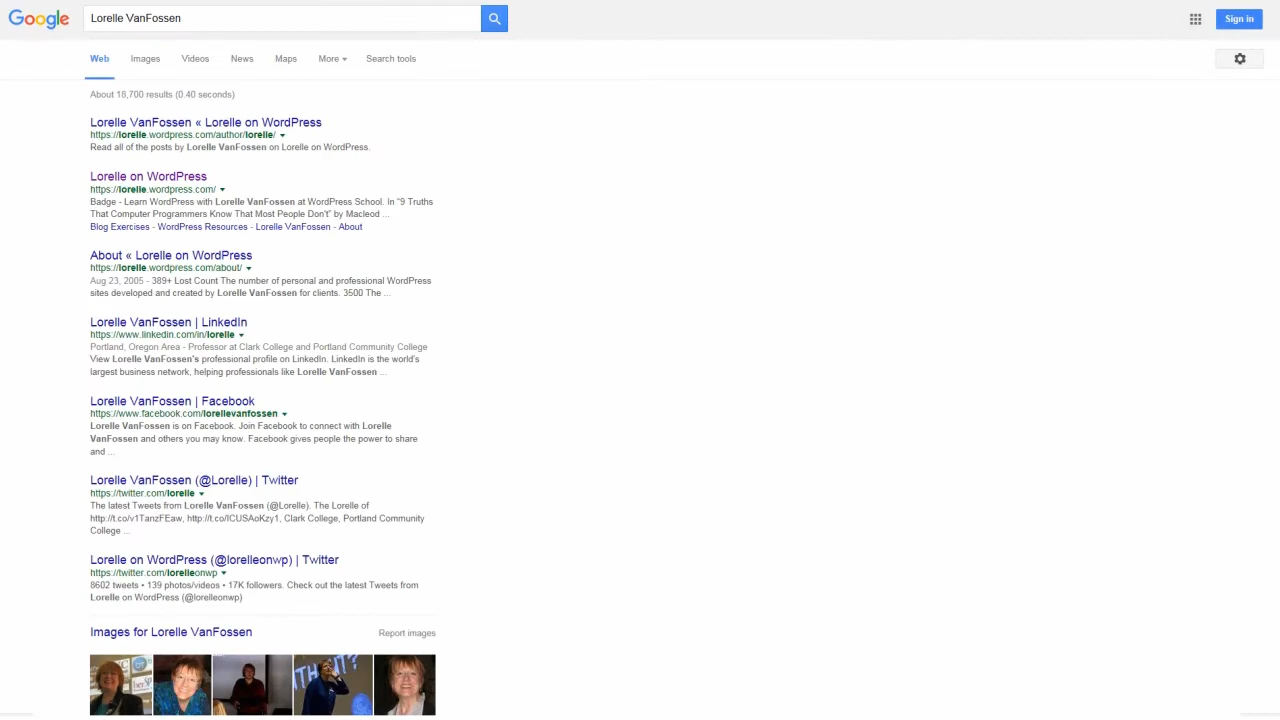 Google Lorelle VanFossen Sign in
Web Images Videos News Maps More Search tools
About 18,700 results (0.40 seconds)
Lorelle VanFossen « Lorelle on WordPress
https://lorelle.wordpress.com/author/lorelle/
Read all of the posts by Lorelle VanFossen on Lorelle on WordPress.
Lorelle on WordPress
https://lorelle.wordpress.com/
Badge - Learn WordPress with Lorelle VanFossen at WordPress School. In "9 Truths
That Computer Programmers Know That Most People Don't" by Macleod ...
Blog Exercises - WordPress Resources - Lorelle VanFossen - About
About « Lorelle on WordPress
https://lorelle.wordpress.com/about/
Aug 23, 2005 - 389+ Lost Count The number of personal and professional WordPress
sites developed and created by Lorelle VanFossen for clients. 3500 The ...
Lorelle VanFossen | LinkedIn
https://www.linkedin.com/in/lorelle
Portland, Oregon Area - Professor at Clark College and Portland Community College
View Lorelle VanFossen's professional profile on LinkedIn. LinkedIn is the world's
largest business network, helping professionals like Lorelle VanFossen ...
Lorelle VanFossen | Facebook
https://www.facebook.com/lorellevanfossen
Lorelle VanFossen is on Facebook. Join Facebook to connect with Lorelle
VanFossen and others you may know. Facebook gives people the power to share
and ...
Lorelle VanFossen (@Lorelle) | Twitter
https://twitter.com/lorelle
The latest Tweets from Lorelle VanFossen (@Lorelle). The Lorelle of
http://t.co/v1TanzFEaw, http://t.co/ICUSAoKzy1, Clark College, Portland Community
College ...
Lorelle on WordPress (@lorelleonwp) | Twitter
https://twitter.com/lorelleonwp
8602 tweets • 139 photos/videos • 17K followers. Check out the latest Tweets from
Lorelle on WordPress (@lorelleonwp)
Images for Lorelle VanFossen Report images